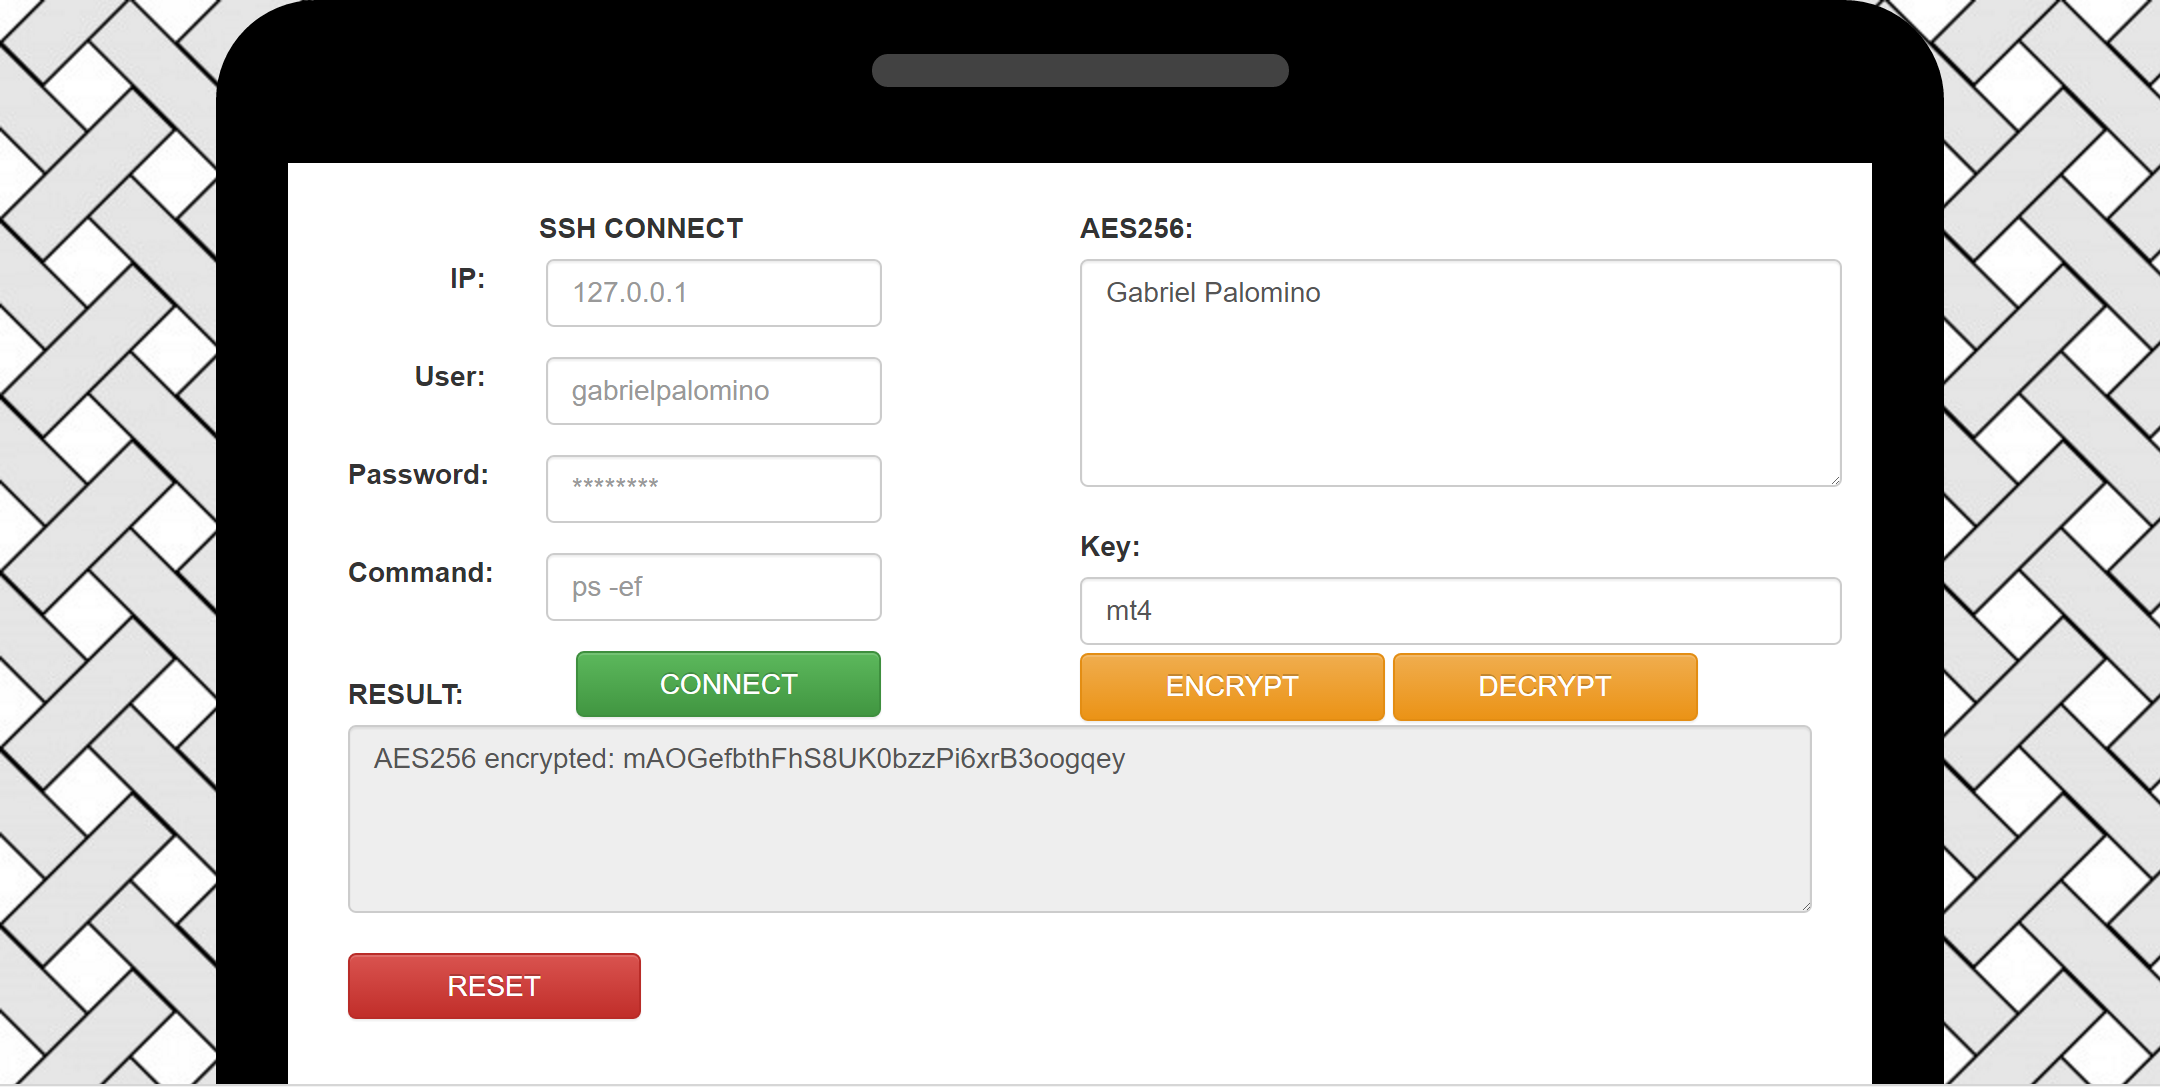 SSH CONNECT
IP:
127.0.0.1
User:
gabrielpalomino
Password:
********
Command:
ps -ef
CONNECT
AES256:
Gabriel Palomino
Key:
mt4
ENCRYPT
DECRYPT
RESULT:
AES256 encrypted: mAOGefbthFhS8UK0bzzPi6xrB3oogqey
RESET